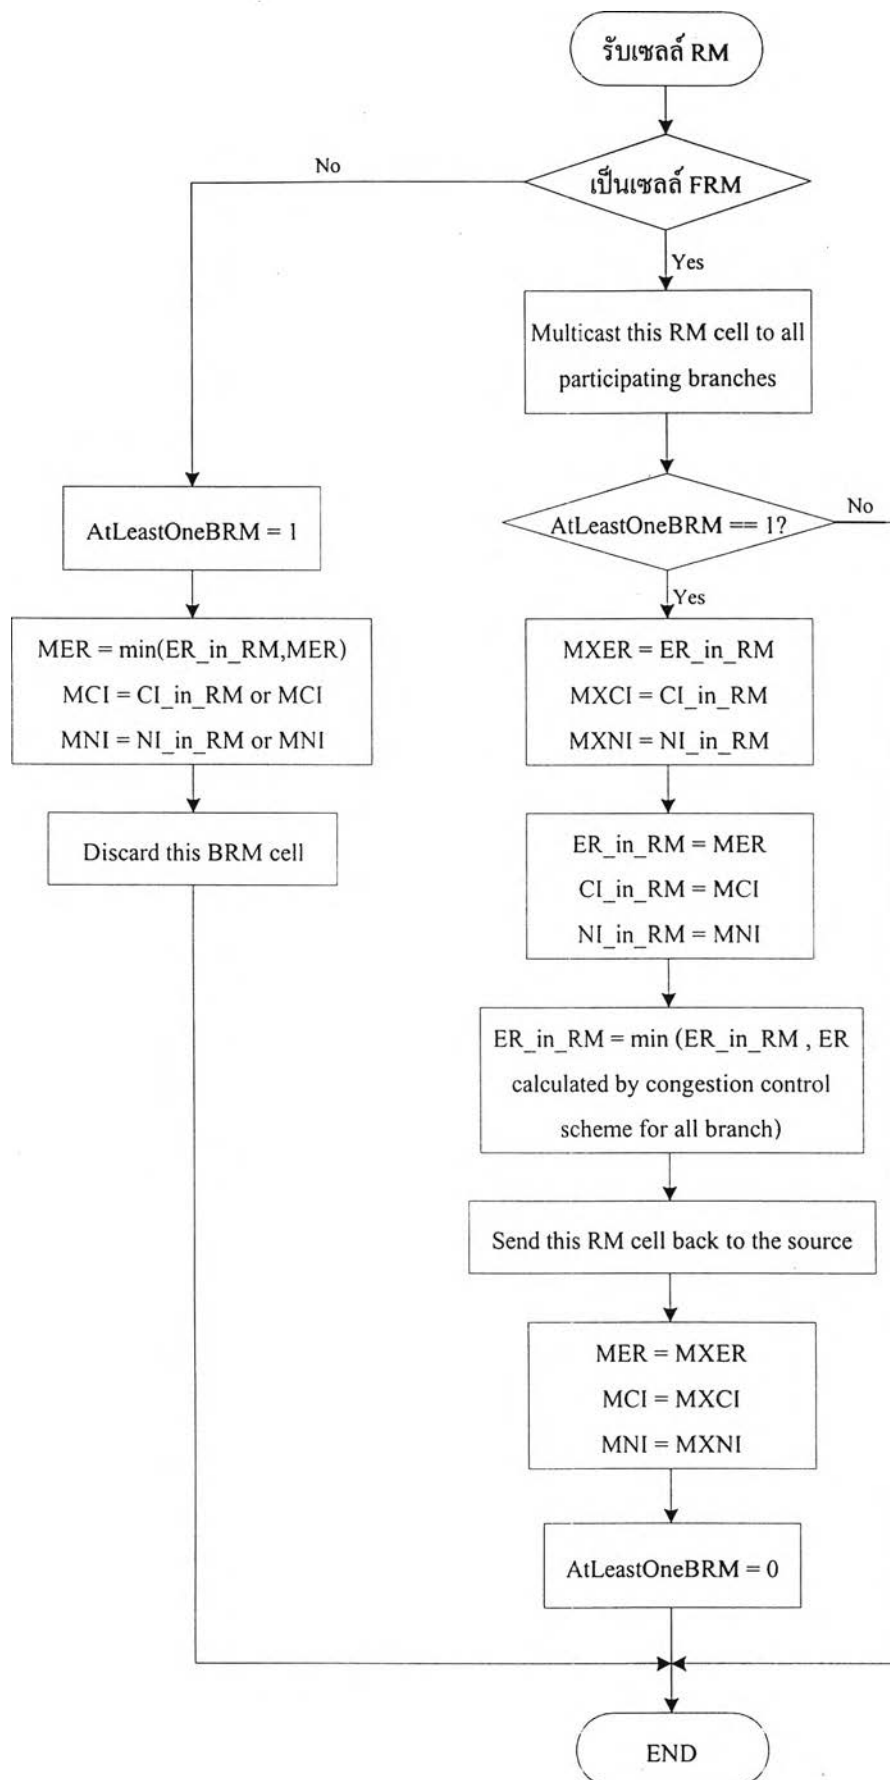 รับเซลล์ RM
เป็นเซลล์ FRM
No
Yes
Multicast this RM cell to all
participating branches
AtLeastOneBRM == 1?
No
Yes
AtLeastOneBRM = 1
MER = min(ER_in_RM,MER)
MCI = CI_in_RM or MCI
MNI = NI_in_RM or MNI
Discard this BRM cell
MXER = ER_in_RM
MXCI = CI_in_RM
MXNI = NI_in_RM
ER_in_RM = MER
CI_in_RM = MCI
NI_in_RM = MNI
ER_in_RM = min (ER_in_RM , ER
calculated by congestion control
scheme for all branch)
Send this RM cell back to the source
MER = MXER
MCI = MXCI
MNI = MXNI
AtLeastOneBRM = 0
END